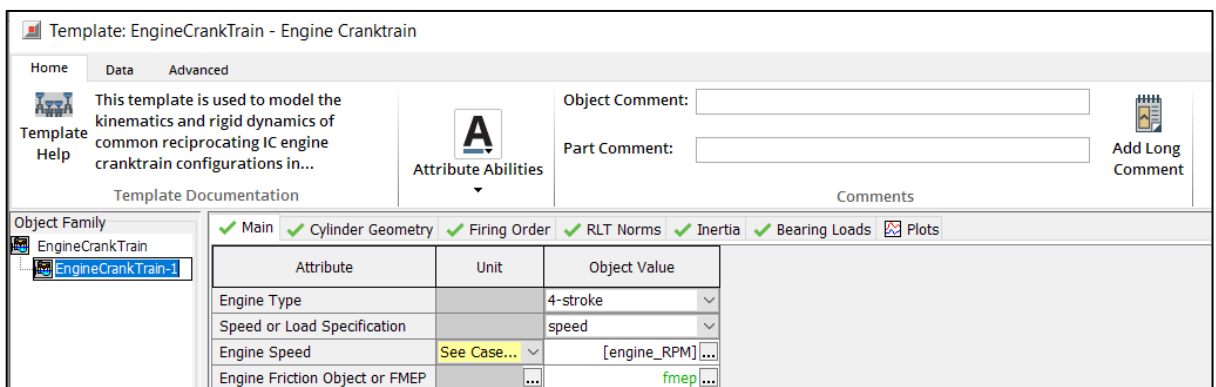 Template: EngineCrankTrain - Engine Cranktrain
Home Data Advanced
Template Help
This template is used to model the
kinematics and rigid dynamics of
common reciprocating IC engine
cranktrain configurations in...
Template Documentation
A
Attribute Abilities
Object Comment:
Part Comment:
Add Long
Comment
Comments
Object Family
EngineCrankTrain
EngineCrankTrain-1
Main Cylinder Geometry Firing Order RLT Norms Inertia Bearing Loads Plots
Attribute Unit Object Value
Engine Type 4-stroke
Speed or Load Specification speed
Engine Speed See Case... [engine_RPM] ...
Engine Friction Object or FMEP ... fmep ...